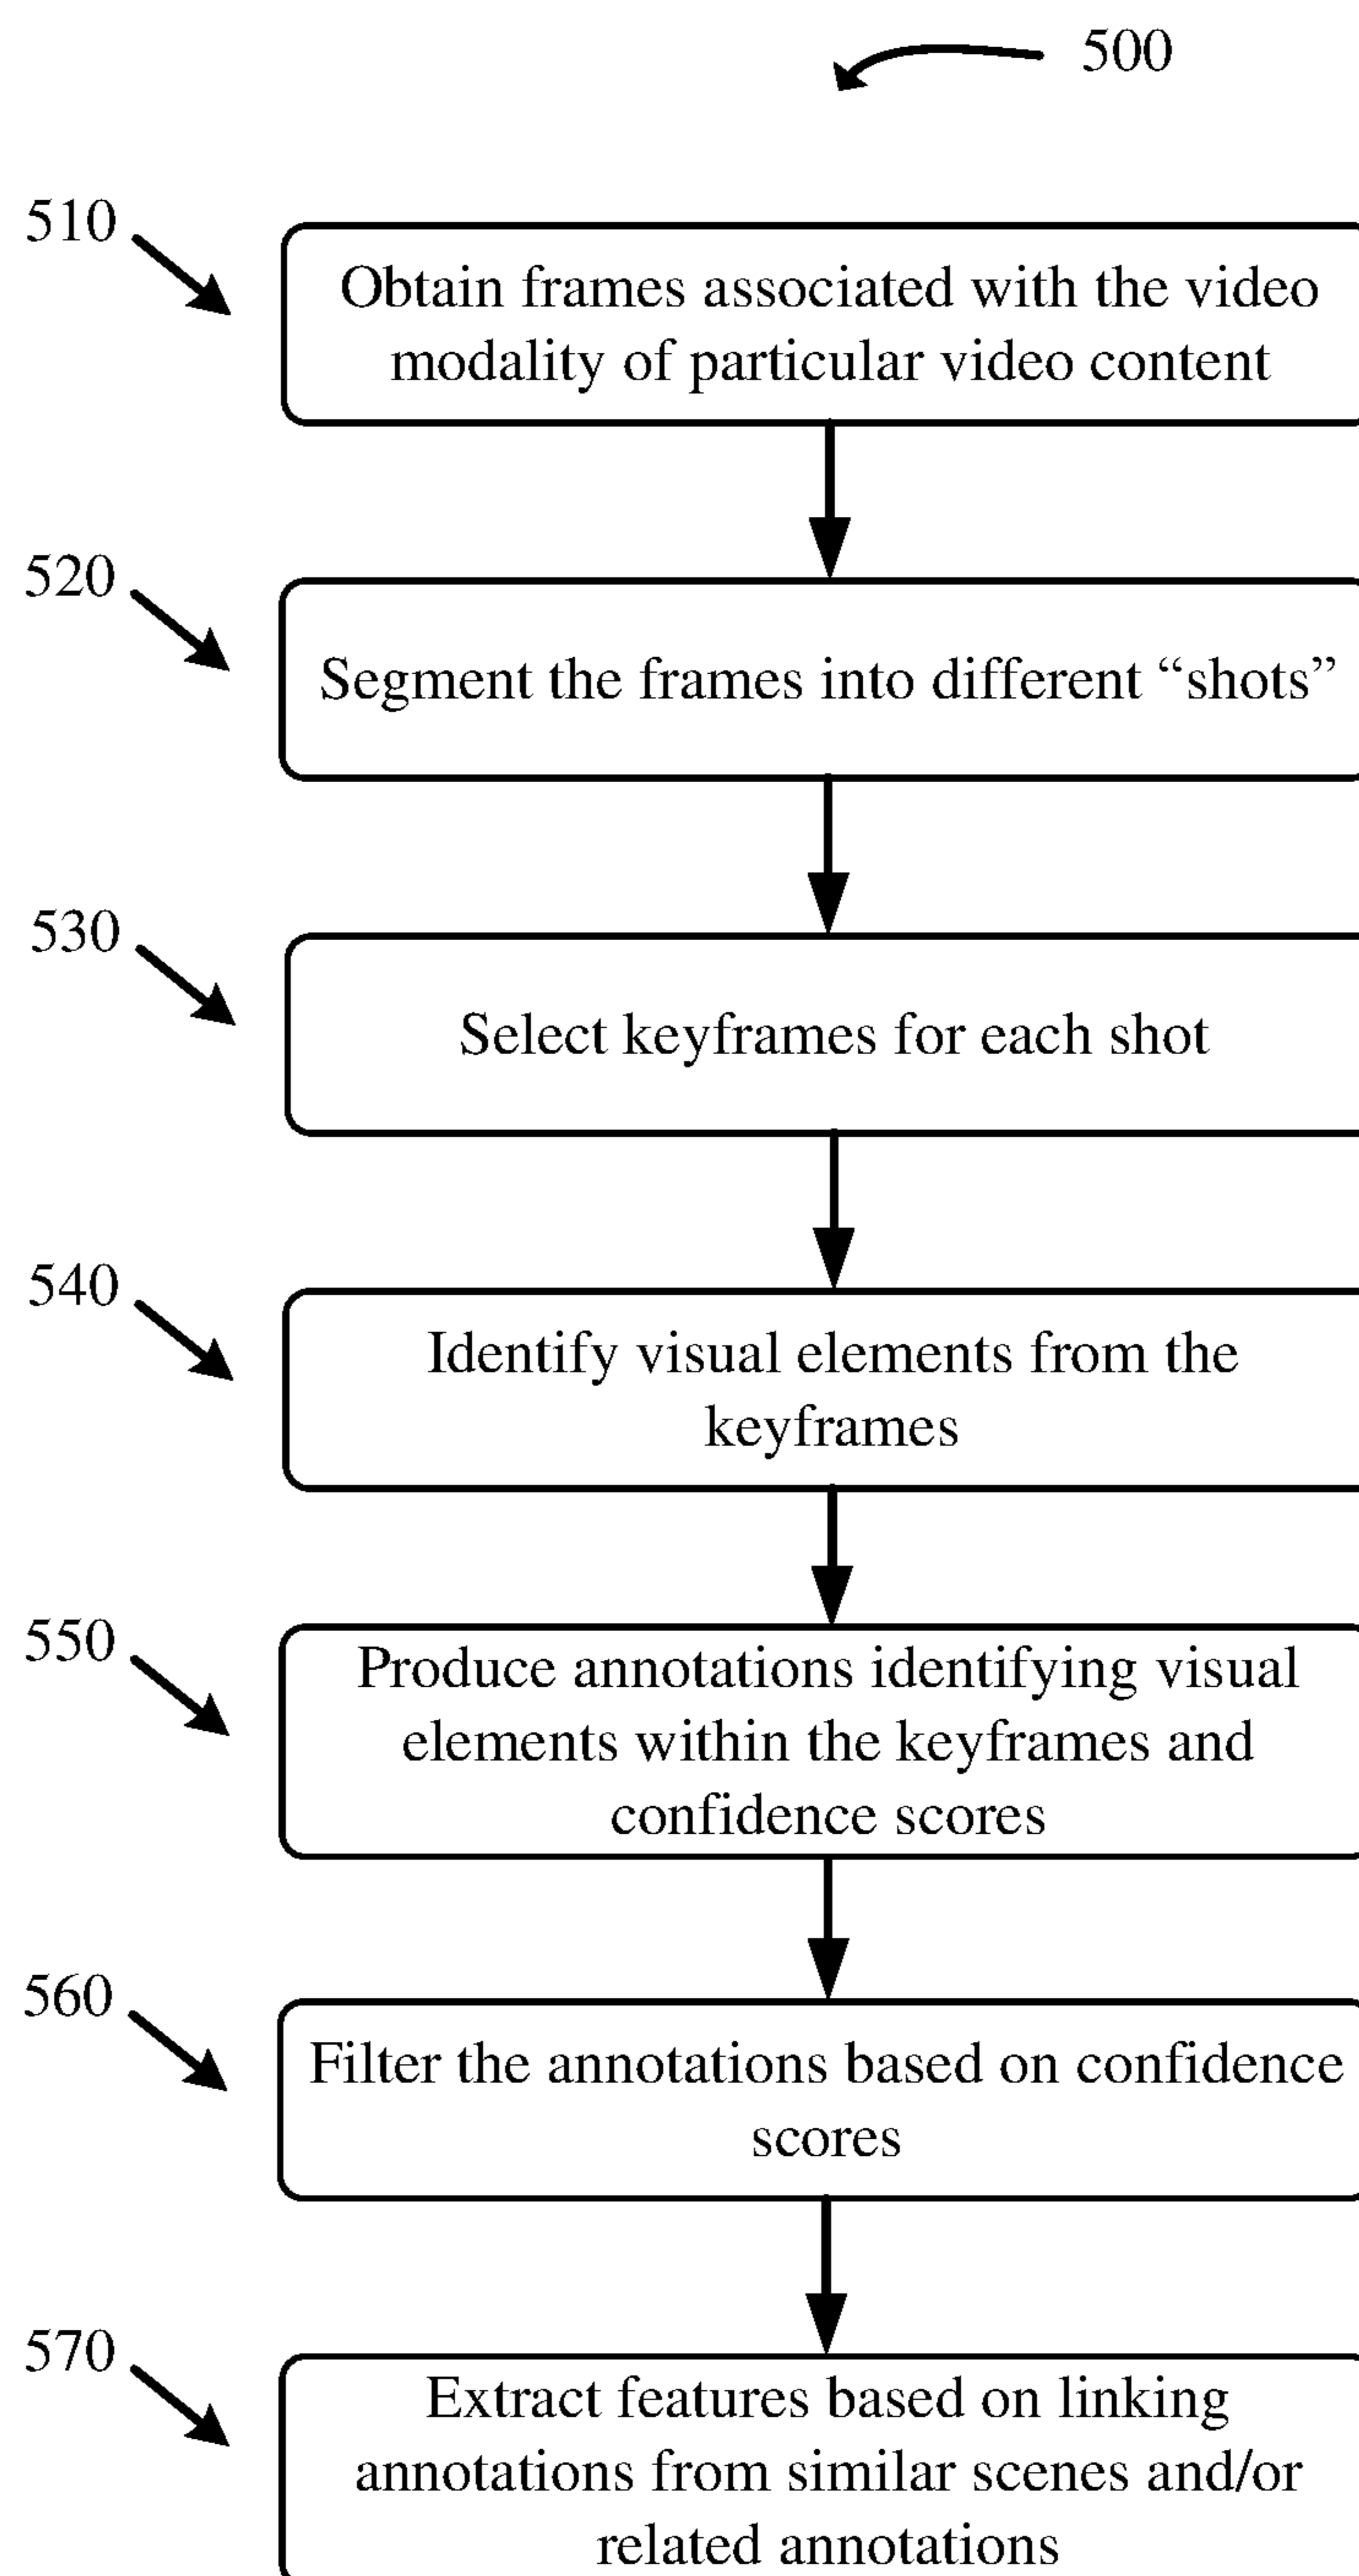 500
510
Obtain frames associated with the video
modality of particular video content
520
Segment the frames into different “shots”
530
Select keyframes for each shot
540
Identify visual elements from the
keyframes
550
Produce annotations identifying visual
elements within the keyframes and
confidence scores
560
Filter the annotations based on confidence
scores
570
Extract features based on linking
annotations from similar scenes and/or
related annotations